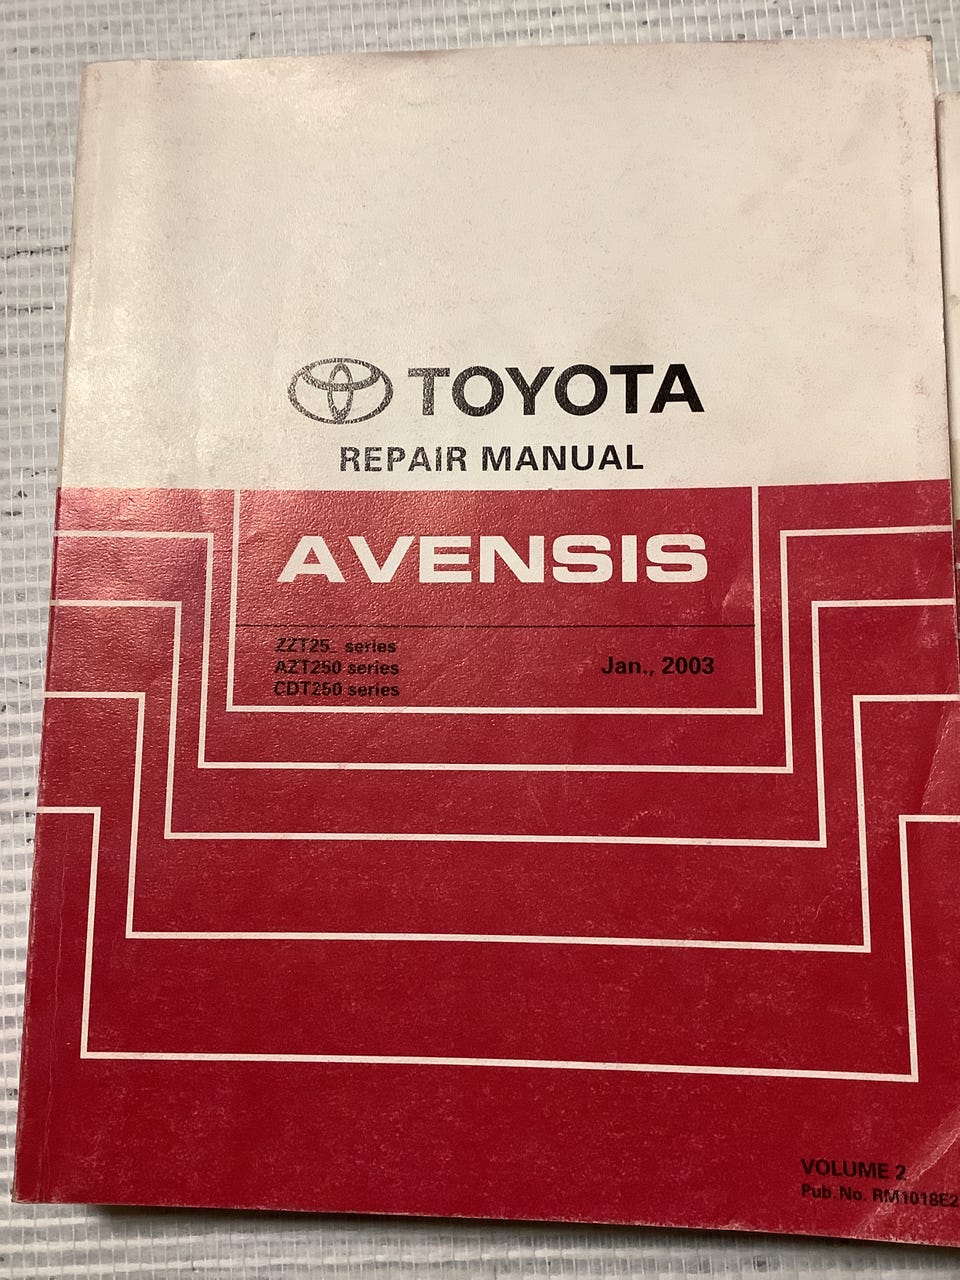 TOYOTA
REPAIR MANUAL
AVENSIS
ZZT25_ series
AZT250 series
CDT250 series
Jan., 2003
VOLUME 2
Pub. No. RM1018E2